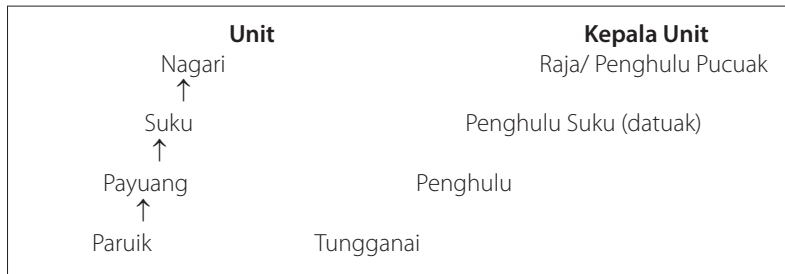 Unit Kepala Unit
Nagari Raja/ Penghulu Pucuak
↑
Suku Penghulu Suku (datuak)
↑
Payuang Penghulu
↑
Paruik Tungganai